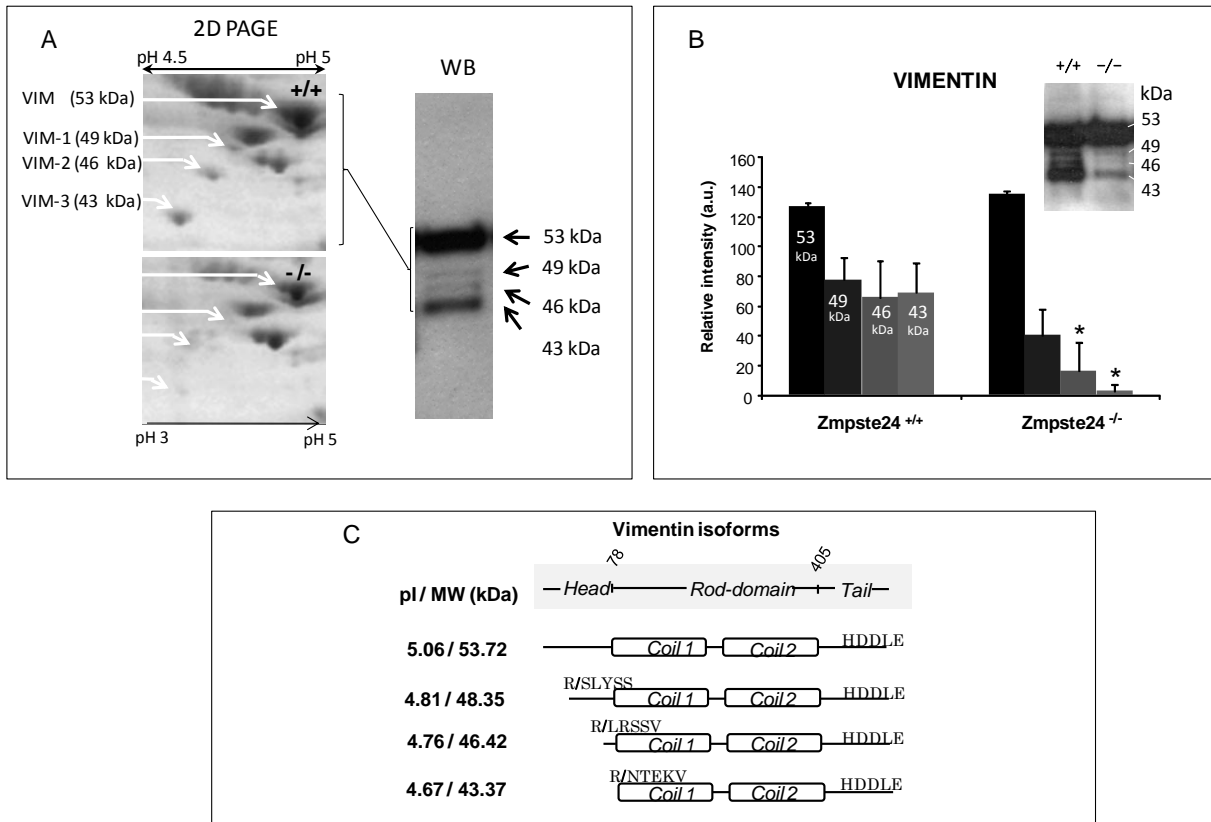 A
2D PAGE
pH 4.5 pH 5
+/+
VIM (53 kDa)
VIM-1 (49 kDa)
VIM-2 (46 kDa)
VIM-3 (43 kDa)
-/-
pH 3 pH 5
WB
53 kDa
49 kDa
46 kDa
43 kDa
B
VIMENTIN
+/+ −/−
kDa
53
49
46
43
Relative intensity (a.u.)
160
140
120
100
80
60
40
20
0
53 kDa
49 kDa
46 kDa
43 kDa
* *
Zmpste24 +/+ Zmpste24 -/-
C
Vimentin isoforms
78 405
Head Rod-domain Tail
pI / MW (kDa)
5.06 / 53.72 Coil 1 Coil 2 HDDLE
4.81 / 48.35 R/SLYSS Coil 1 Coil 2 HDDLE
4.76 / 46.42 R/LRSSV Coil 1 Coil 2 HDDLE
4.67 / 43.37 R/NTEKV Coil 1 Coil 2 HDDLE